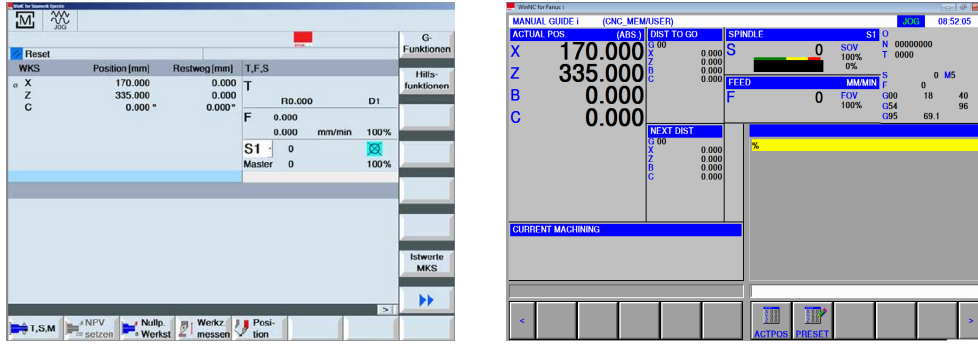 WinNC for Sinumerik Operate
M
JOG
G-
Funktionen
Reset
WKS Position [mm] Restweg [mm] T,F,S
Hilfs-
funktionen
X 170.000 0.000 T
Z 335.000 0.000 R0.000 D1
C 0.000 ° 0.000 °
F 0.000
0.000 mm/min 100%
S1 0
Master 0 100%
Istwerte
MKS
>
T,S,M
NPV
setzen
Nullp.
Werkst
Werkz
messen
Posi-
tion
WinNC for Fanuc i
MANUAL GUIDE i (CNC_MEM/USER) JOG 08:52:05
ACTUAL POS. (ABS.)
X 170.000
Z 335.000
B 0.000
C 0.000
DIST TO GO
G 00
X 0.000
Z 0.000
B 0.000
C 0.000
NEXT DIST
G 00
X 0.000
Z 0.000
B 0.000
C 0.000
SPINDLE S1
S 0 SOV
100%
0%
FEED MM/MIN
F 0 FOV
100%
O
N 00000000
T 0000
S 0 M5
F 0
G00 18 40
G54 96
G95 69.1
%
CURRENT MACHINING
<
ACTPOS
PRESET
>